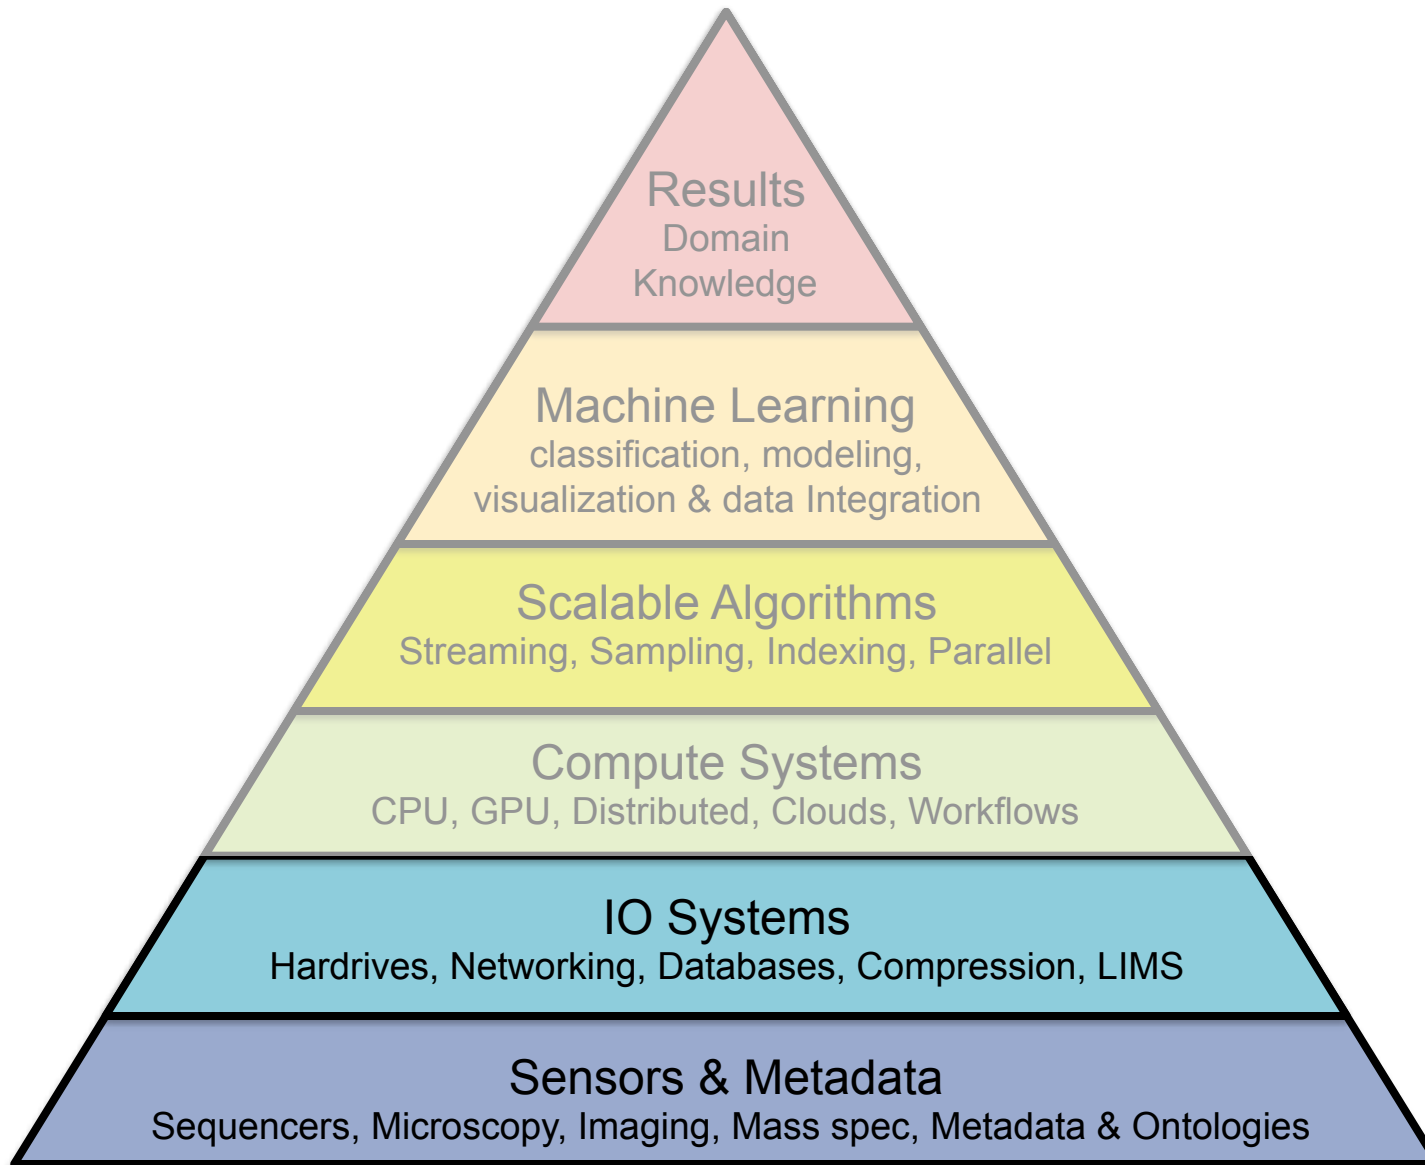 Results
Domain
Knowledge
Machine Learning
classification, modeling,
visualization & data Integration
Scalable Algorithms
Streaming, Sampling, Indexing, Parallel
Compute Systems
CPU, GPU, Distributed, Clouds, Workflows
IO Systems
Hardrives, Networking, Databases, Compression, LIMS
Sensors & Metadata
Sequencers, Microscopy, Imaging, Mass spec, Metadata & Ontologies